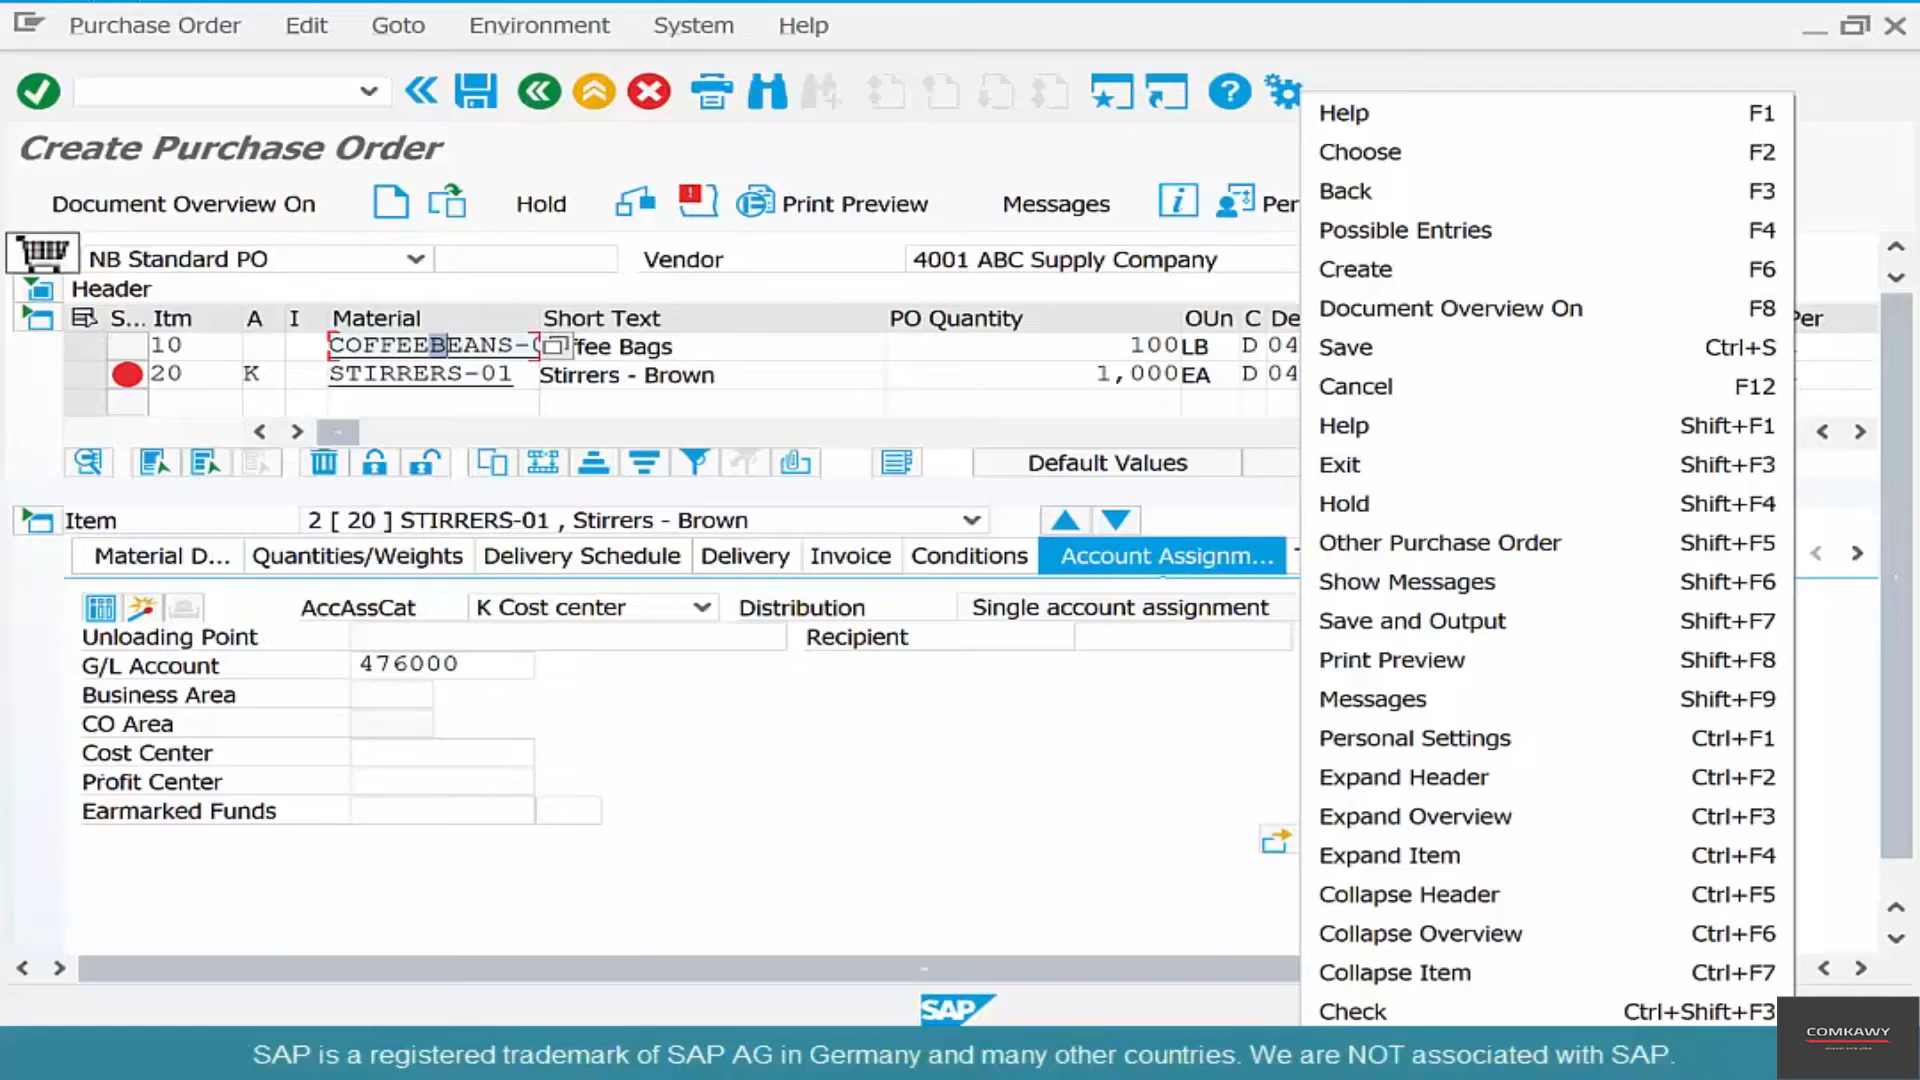 Purchase Order Edit Goto Environment System Help
Create Purchase Order
Document Overview On Hold Print Preview Messages Per
NB Standard PO Vendor 4001 ABC Supply Company
Header
S... Itm A I Material Short Text PO Quantity OUn C De Per
10 COFFEEBEANS- fee Bags 100 LB D 04
20 K STIRRERS-01 Stirrers - Brown 1,000 EA D 04
Default Values
Item 2 [ 20 ] STIRRERS-01 , Stirrers - Brown
Material D... Quantities/Weights Delivery Schedule Delivery Invoice Conditions Account Assignm...
AccAssCat K Cost center Distribution Single account assignment
Unloading Point Recipient
G/L Account 476000
Business Area
CO Area
Cost Center
Profit Center
Earmarked Funds
Help F1
Choose F2
Back F3
Possible Entries F4
Create F6
Document Overview On F8
Save Ctrl+S
Cancel F12
Help Shift+F1
Exit Shift+F3
Hold Shift+F4
Other Purchase Order Shift+F5
Show Messages Shift+F6
Save and Output Shift+F7
Print Preview Shift+F8
Messages Shift+F9
Personal Settings Ctrl+F1
Expand Header Ctrl+F2
Expand Overview Ctrl+F3
Expand Item Ctrl+F4
Collapse Header Ctrl+F5
Collapse Overview Ctrl+F6
Collapse Item Ctrl+F7
Check Ctrl+Shift+F3
SAP
COMKAWY
SAP is a registered trademark of SAP AG in Germany and many other countries. We are NOT associated with SAP.